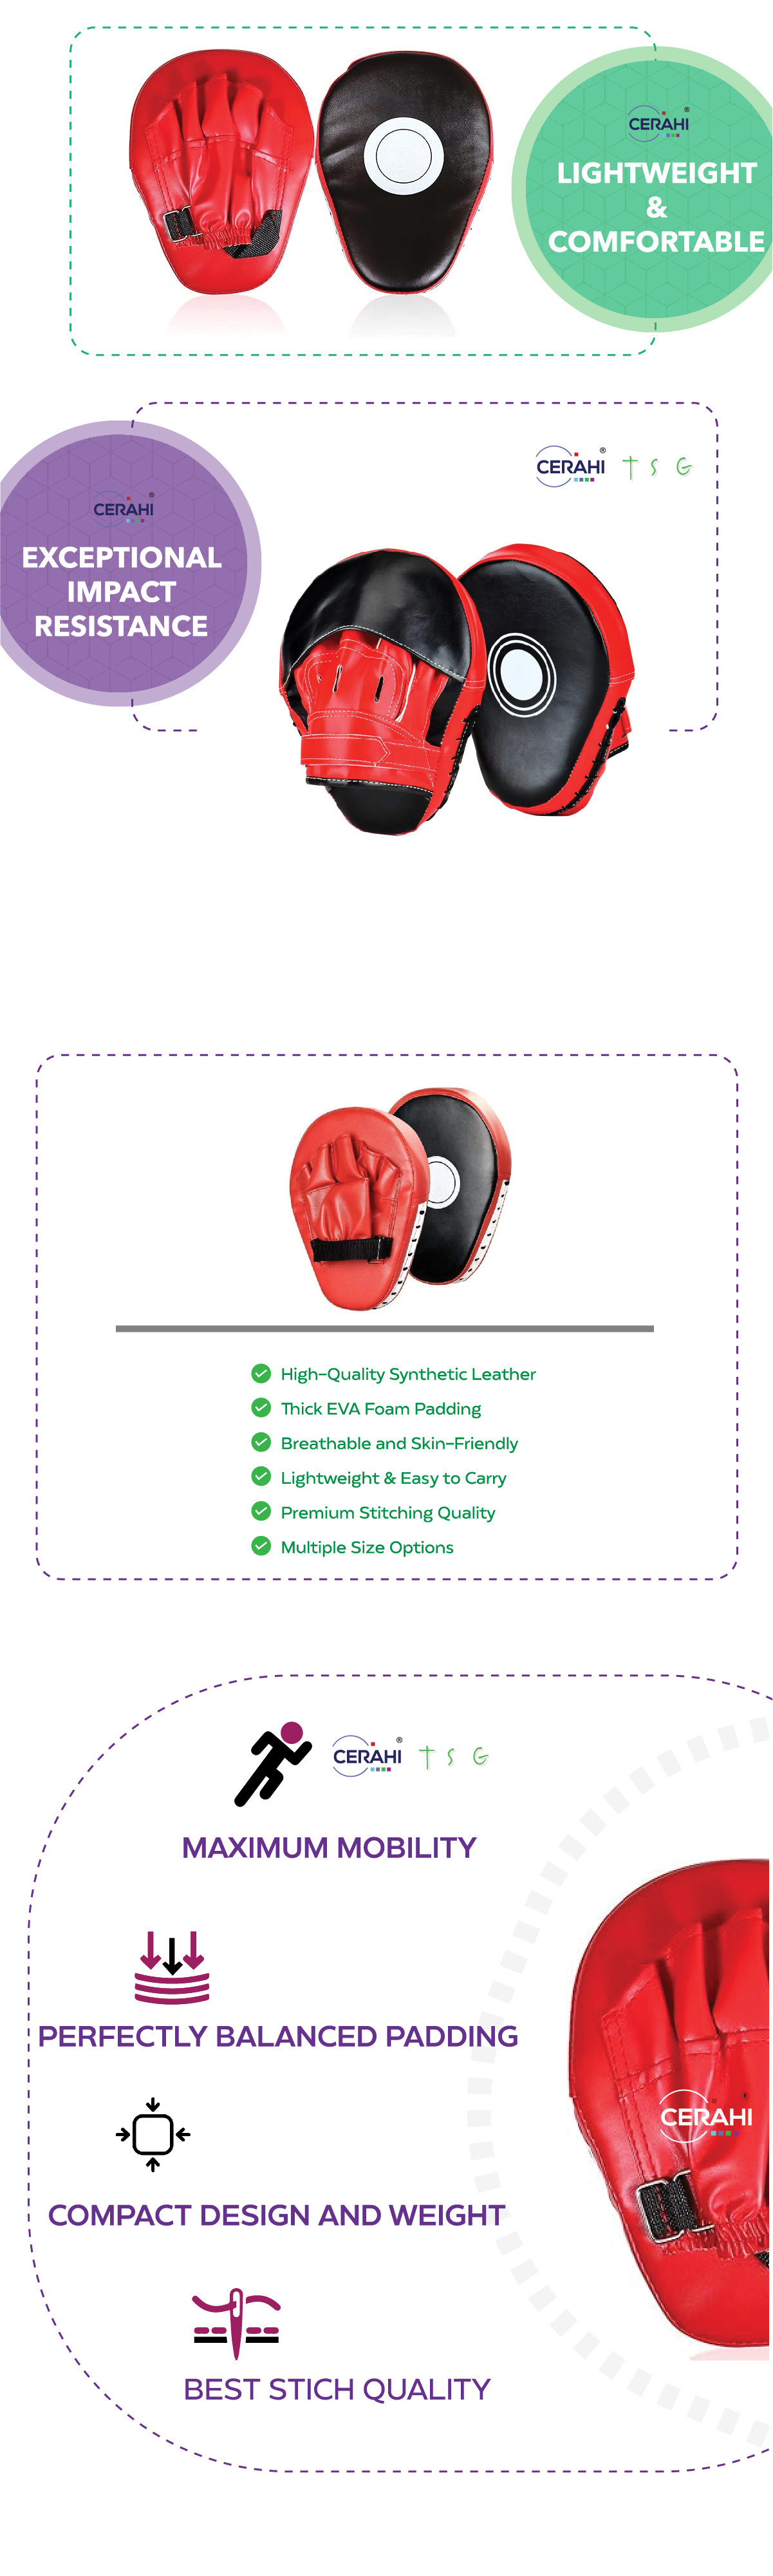 CERAHI ®
LIGHTWEIGHT
&
COMFORTABLE
CERAHI ® T S G
CERAHI ®
EXCEPTIONAL
IMPACT
RESISTANCE
High-Quality Synthetic Leather
Thick EVA Foam Padding
Breathable and Skin-Friendly
Lightweight & Easy to Carry
Premium Stitching Quality
Multiple Size Options
CERAHI ® T S G
MAXIMUM MOBILITY
PERFECTLY BALANCED PADDING
CERAHI ®
COMPACT DESIGN AND WEIGHT
BEST STICH QUALITY